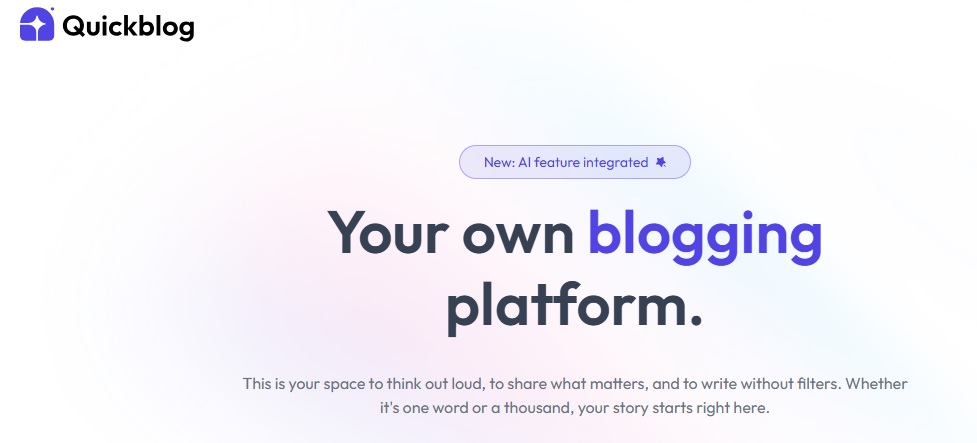 Quickblog
New: AI feature integrated
Your own blogging
platform.
This is your space to think out loud, to share what matters, and to write without filters. Whether
it's one word or a thousand, your story starts right here.